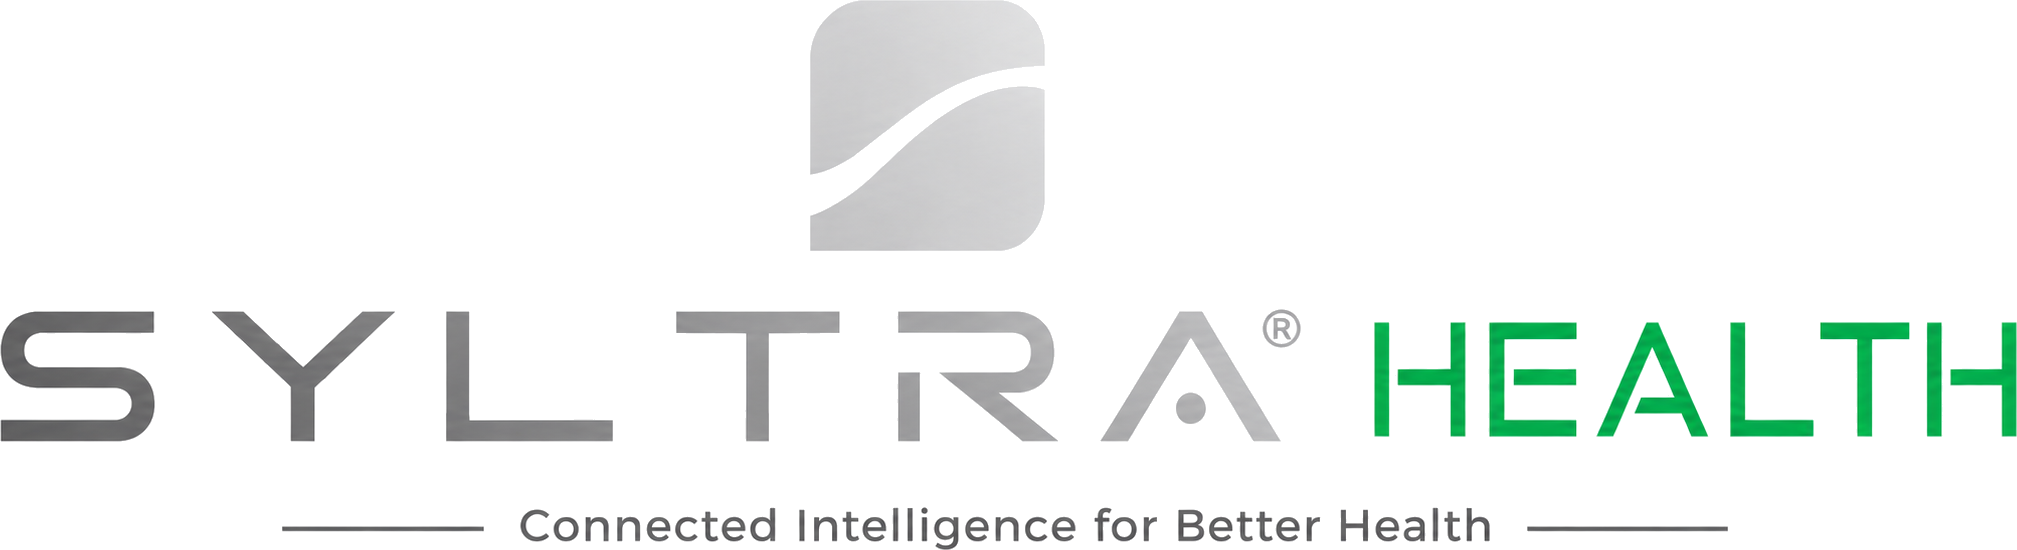 SYLTRA® HEALTH
Connected Intelligence for Better Health